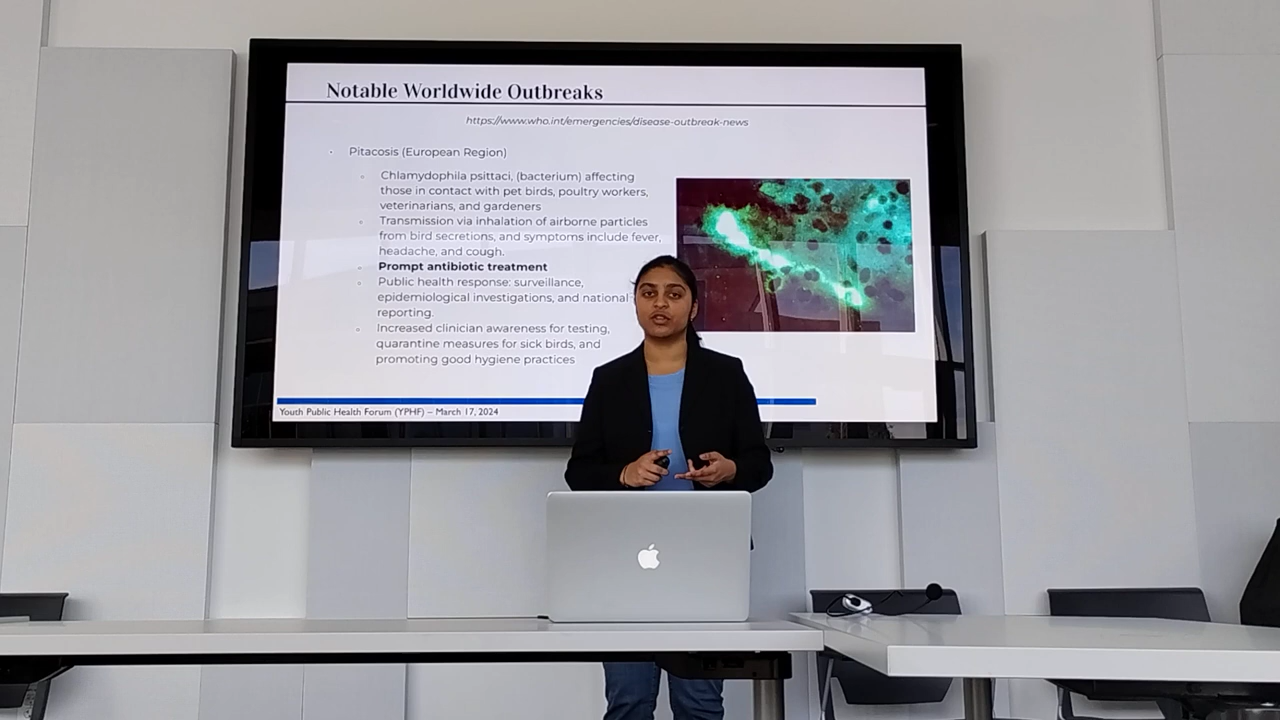 Notable Worldwide Outbreaks
https://www.who.int/emergencies/disease-outbreak-news
Pitacosis (European Region)
Chlamydophila psittaci, (bacterium) affecting
those in contact with pet birds, poultry workers,
veterinarians, and gardeners
Transmission via inhalation of airborne particles
from bird secretions, and symptoms include fever,
headache, and cough.
Prompt antibiotic treatment
Public health response: surveillance,
epidemiological investigations, and national
reporting.
Increased clinician awareness for testing,
quarantine measures for sick birds, and
promoting good hygiene practices
Youth Public Health Forum (YPHF) – March 17, 2024